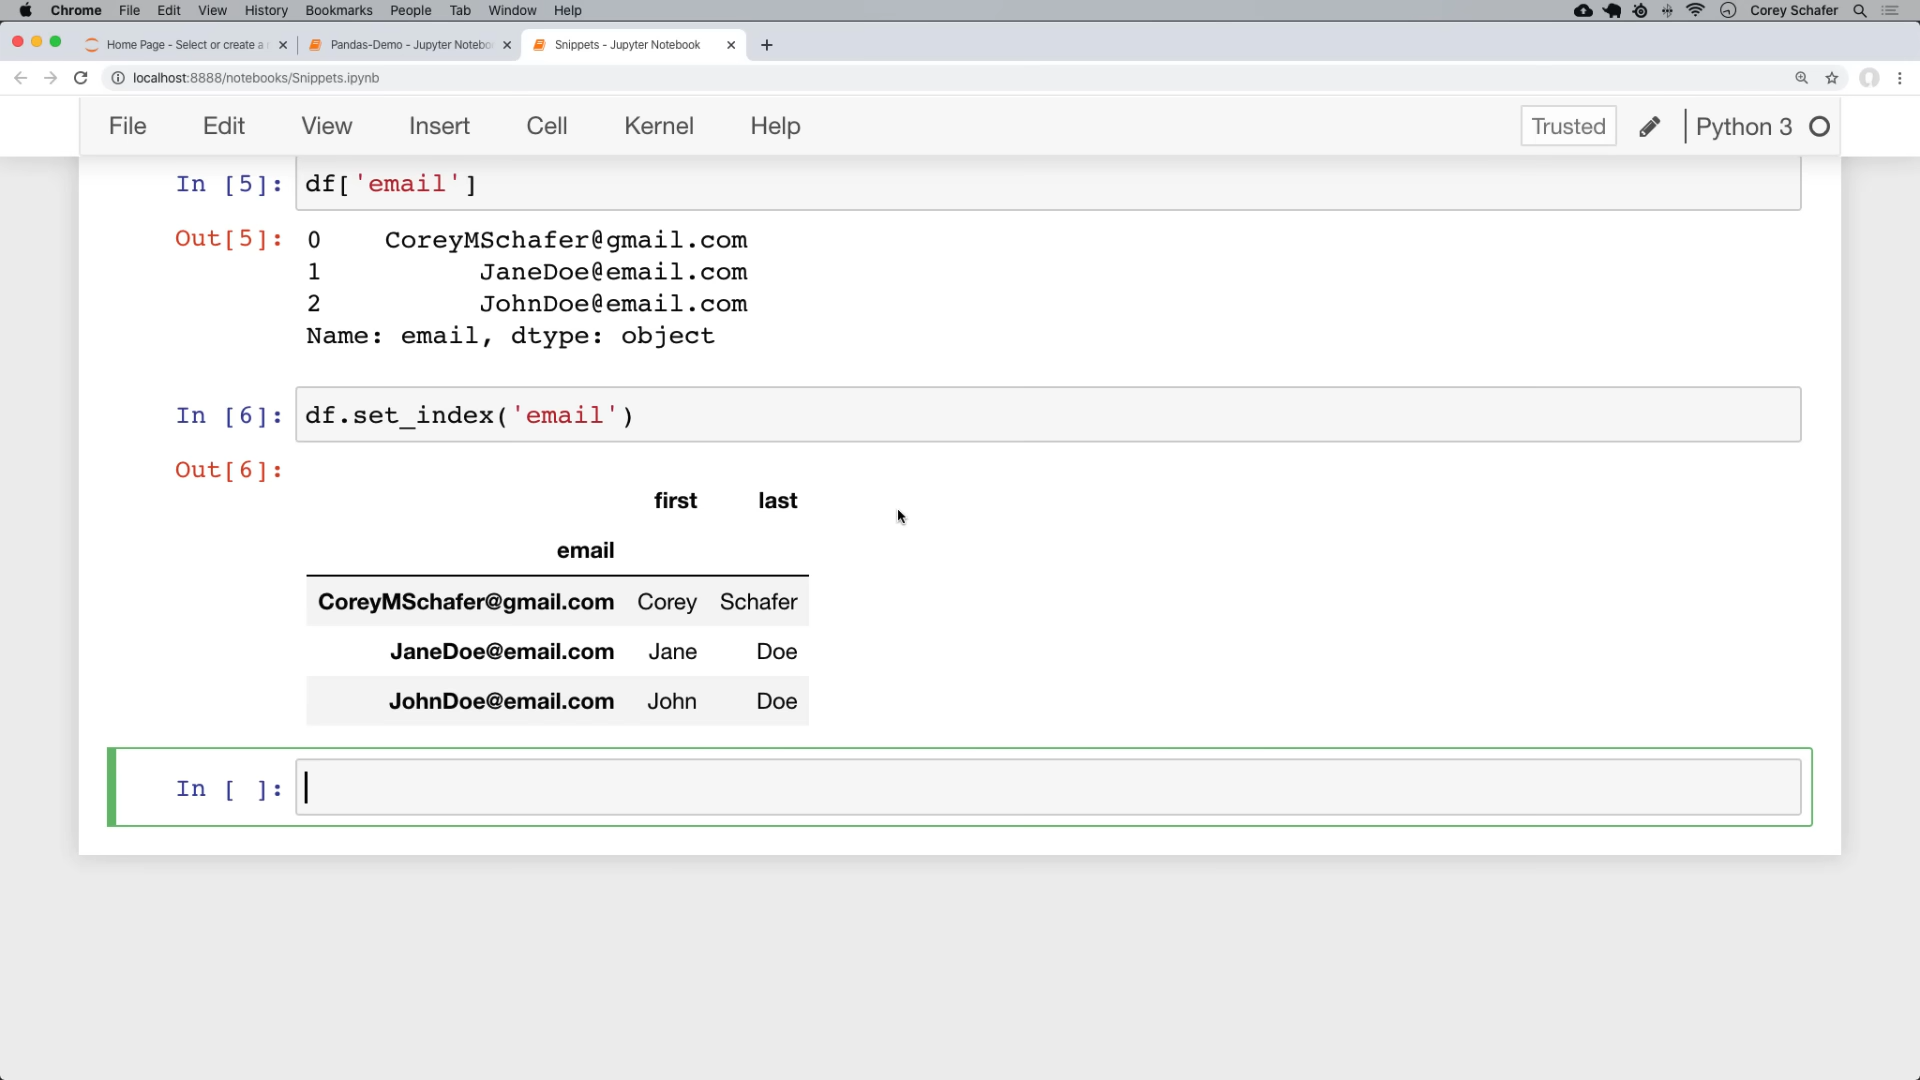 Chrome File Edit View History Bookmarks People Tab Window Help Corey Schafer
Home Page - Select or create a Pandas-Demo - Jupyter Notebo Snippets - Jupyter Notebook
localhost:8888/notebooks/Snippets.ipynb
File Edit View Insert Cell Kernel Help Trusted Python 3
In [5]: df['email']
Out[5]: 0 CoreyMSchafer@gmail.com
1 JaneDoe@email.com
2 JohnDoe@email.com
Name: email, dtype: object
In [6]: df.set_index('email')
Out[6]:
first last
email
CoreyMSchafer@gmail.com Corey Schafer
JaneDoe@email.com Jane Doe
JohnDoe@email.com John Doe
In [ ]: